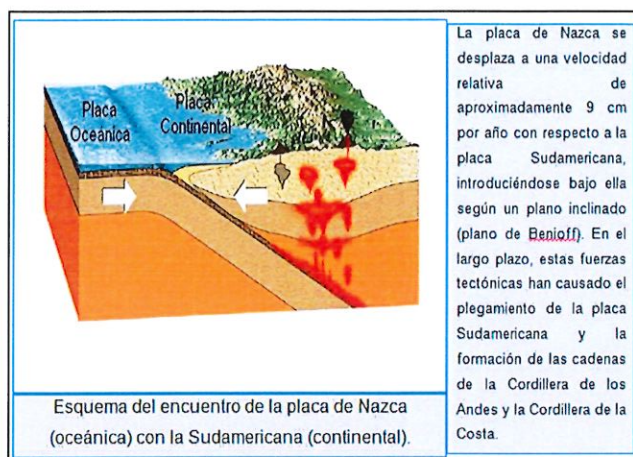 Placa
Oceánica
Placa
Continental
Esquema del encuentro de la placa de Nazca
(oceánica) con la Sudamericana (continental).
La placa de Nazca se
desplaza a una velocidad
relativa de
aproximadamente 9 cm
por año con respecto a la
placa Sudamericana,
introduciéndose bajo ella
según un plano inclinado
(plano de Benioff). En el
largo plazo, estas fuerzas
tectónicas han causado el
plegamiento de la placa
Sudamericana y la
formación de las cadenas
de la Cordillera de los
Andes y la Cordillera de la
Costa.